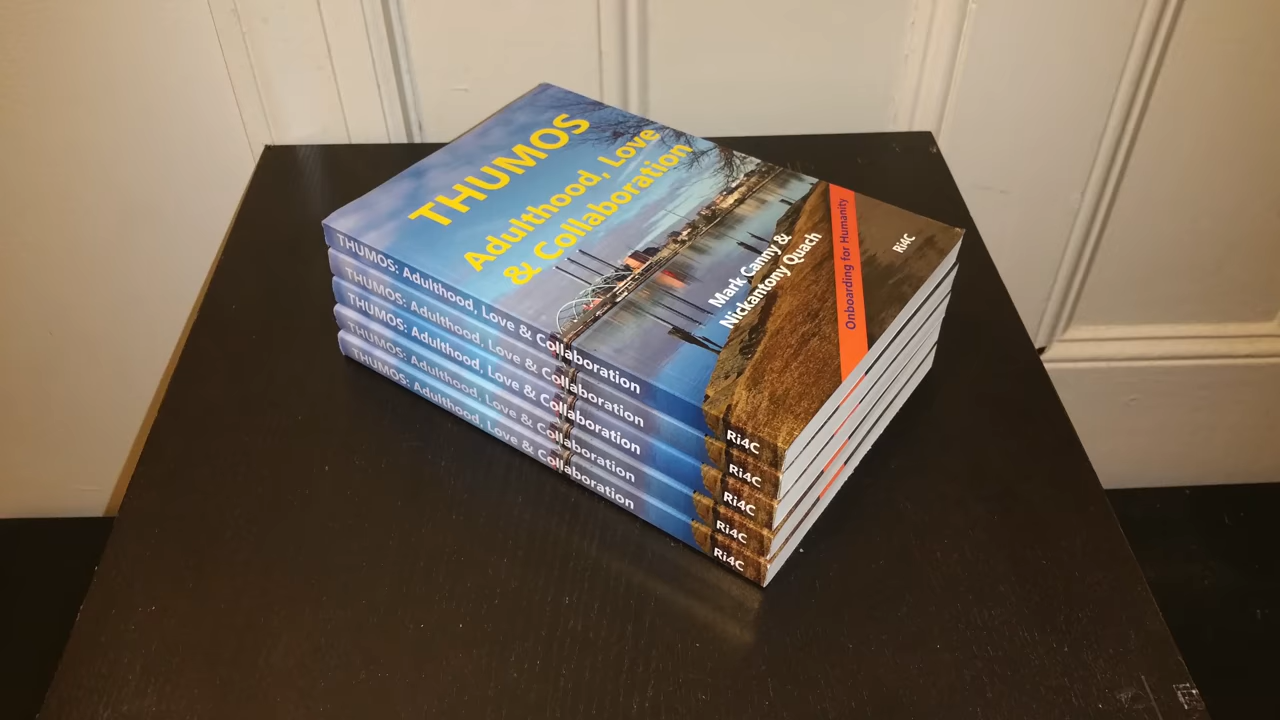 THUMOS
Adulthood, Love
& Collaboration
Mark Canny &
Nickantony Quach
Onboarding for Humanity
Ri4C
THUMOS: Adulthood, Love & Collaboration
Ri4C
THUMOS: Adulthood, Love & Collaboration
Ri4C
THUMOS: Adulthood, Love & Collaboration
Ri4C
THUMOS: Adulthood, Love & Collaboration
Ri4C
THUMOS: Adulthood, Love & Collaboration
Ri4C